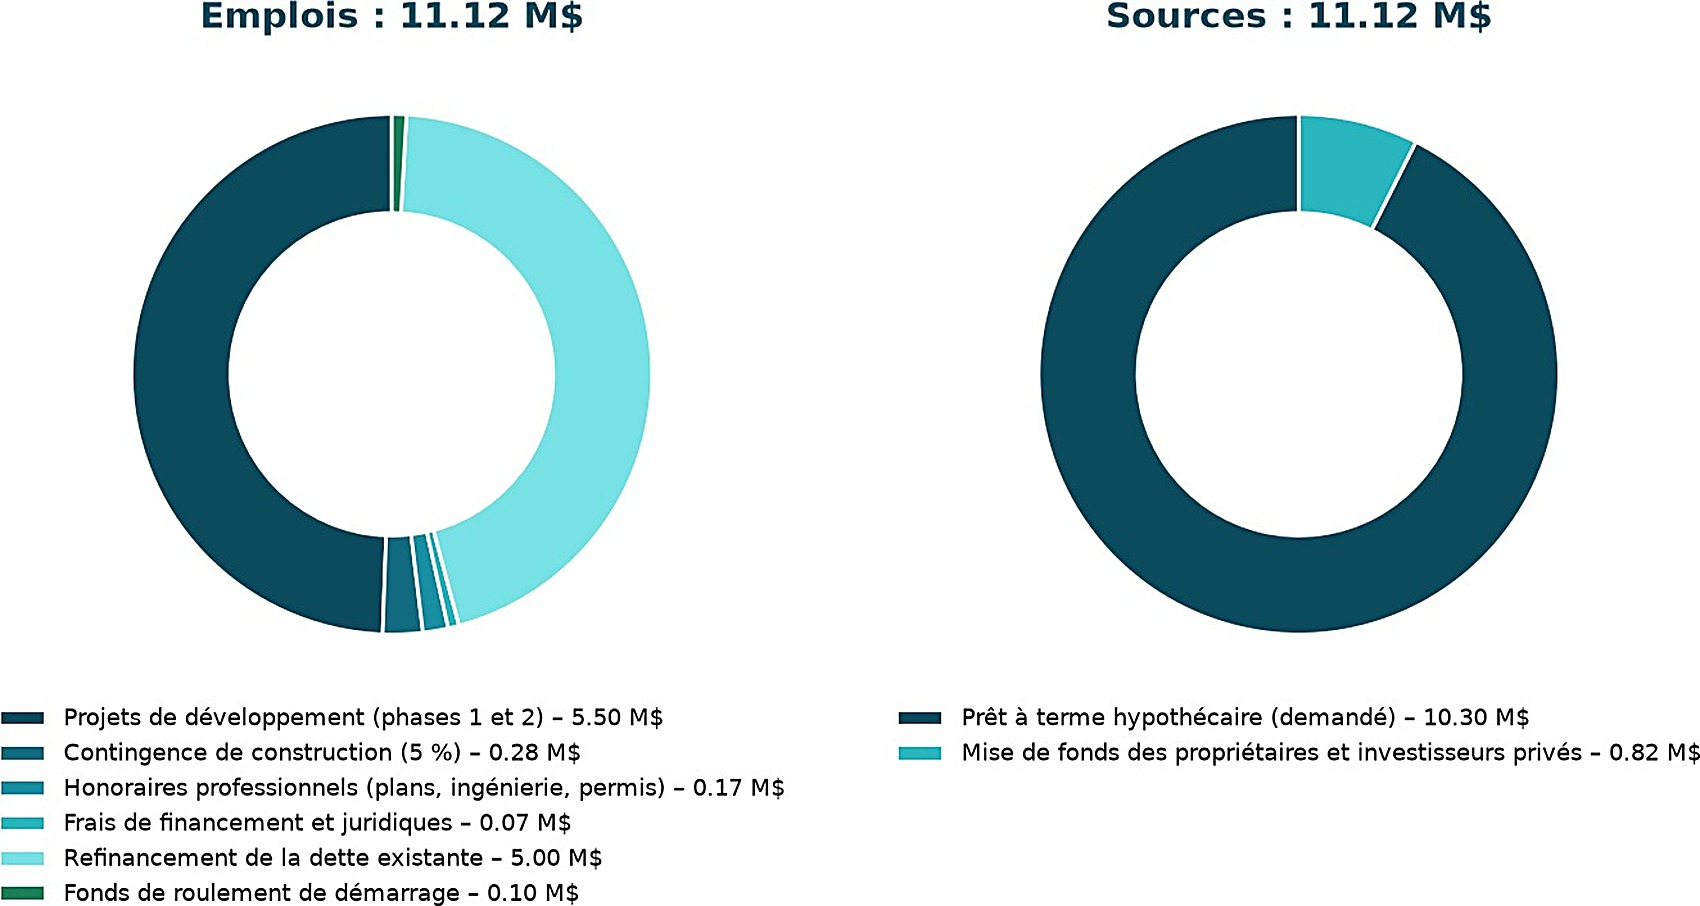 Emplois : 11.12 M$
Sources : 11.12 M$
Projets de développement (phases 1 et 2) – 5.50 M$
Contingence de construction (5 %) – 0.28 M$
Honoraires professionnels (plans, ingénierie, permis) – 0.17 M$
Frais de financement et juridiques – 0.07 M$
Refinancement de la dette existante – 5.00 M$
Fonds de roulement de démarrage – 0.10 M$
Prêt à terme hypothécaire (demandé) – 10.30 M$
Mise de fonds des propriétaires et investisseurs privés – 0.82 M$